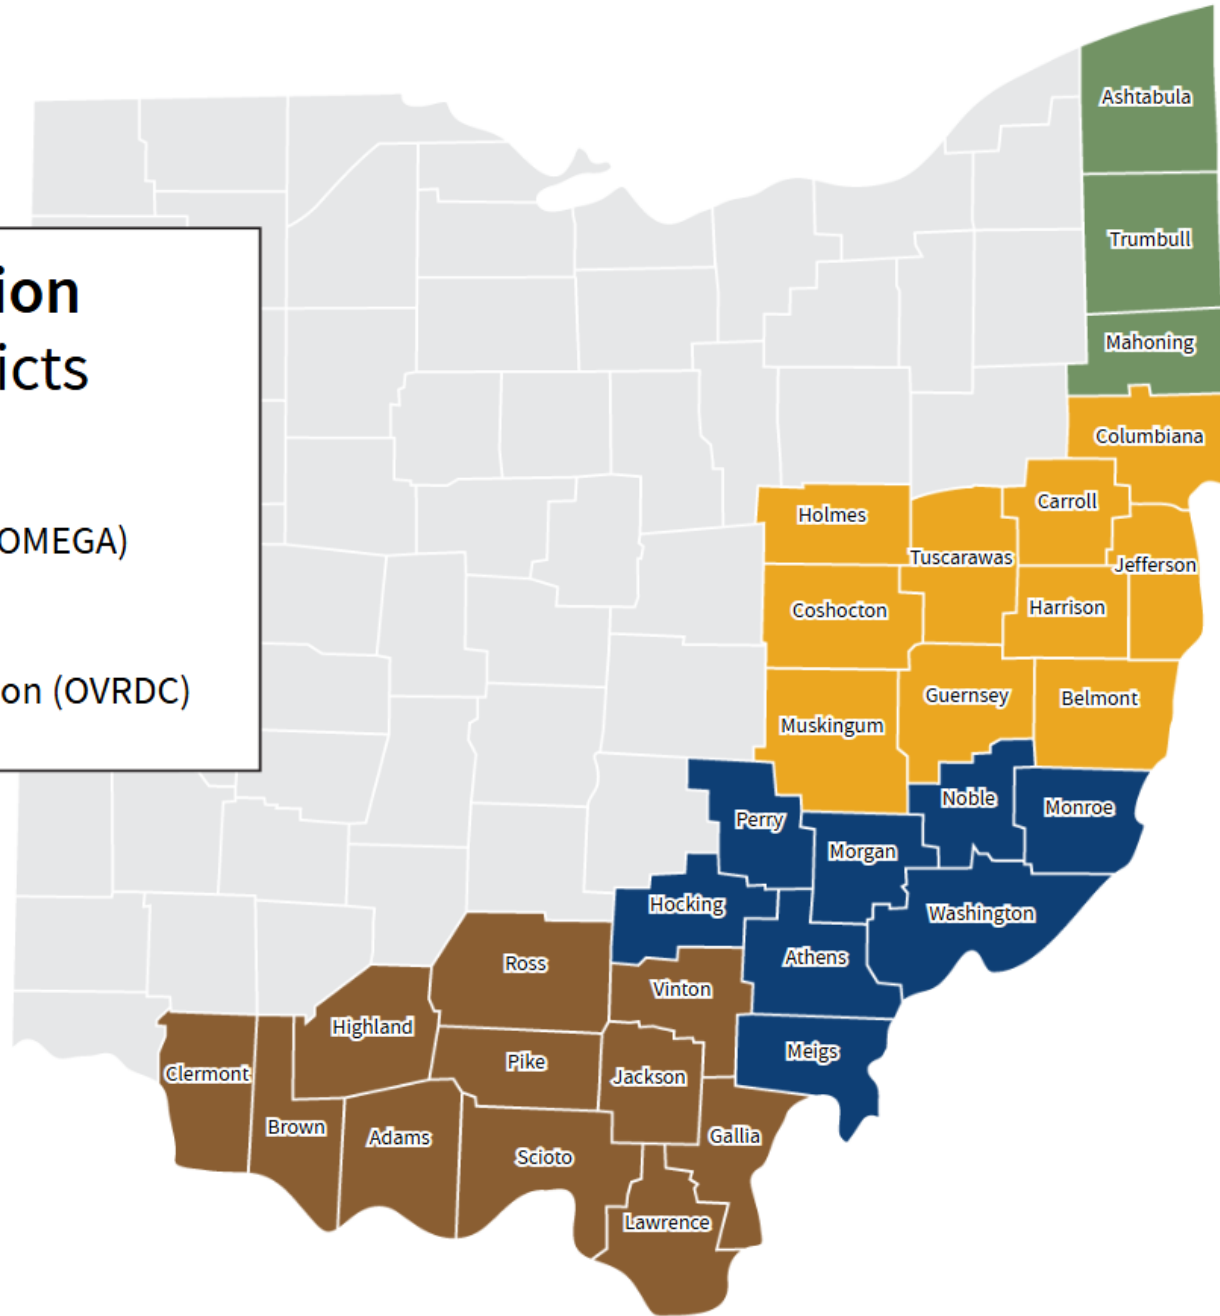 Ashtabula
Trumbull
ion
Mahoning
icts
Columbiana
Carroll
Holmes
OMEGA)
Tuscarawas
Jefferson
Harrison
Coshocton
on (OVRDC)
Guernsey
Belmont
Muskingum
Noble
Monroe
Perry
Morgan
Hocking
Washington
Athens
Ross
Vinton
Highland
Meigs
Pike
Clermont
Jackson
Brown
Adams
Gallia
Scioto
Lawrence